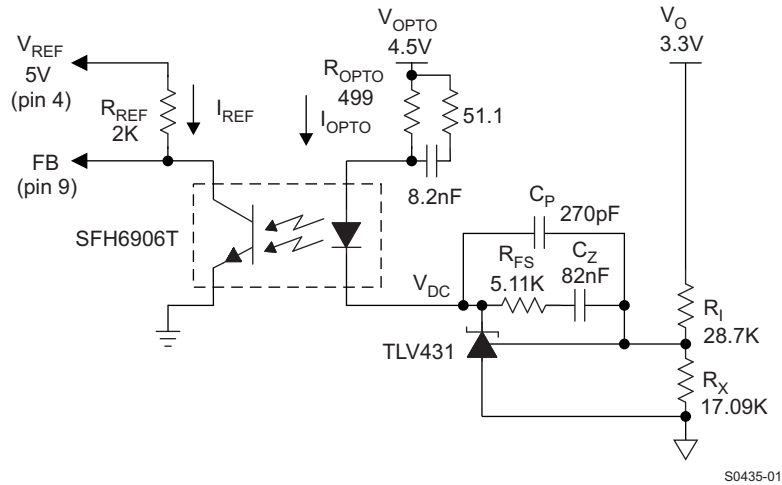 V_OPTO
4.5V
V_O
3.3V
V_REF
5V
(pin 4)
R_REF
2K
I_REF
R_OPTO
499
I_OPTO
51.1
FB
(pin 9)
8.2nF
SFH6906T
C_P
270pF
R_FS
5.11K
C_Z
82nF
V_DC
TLV431
R_I
28.7K
R_X
17.09K
S0435-01